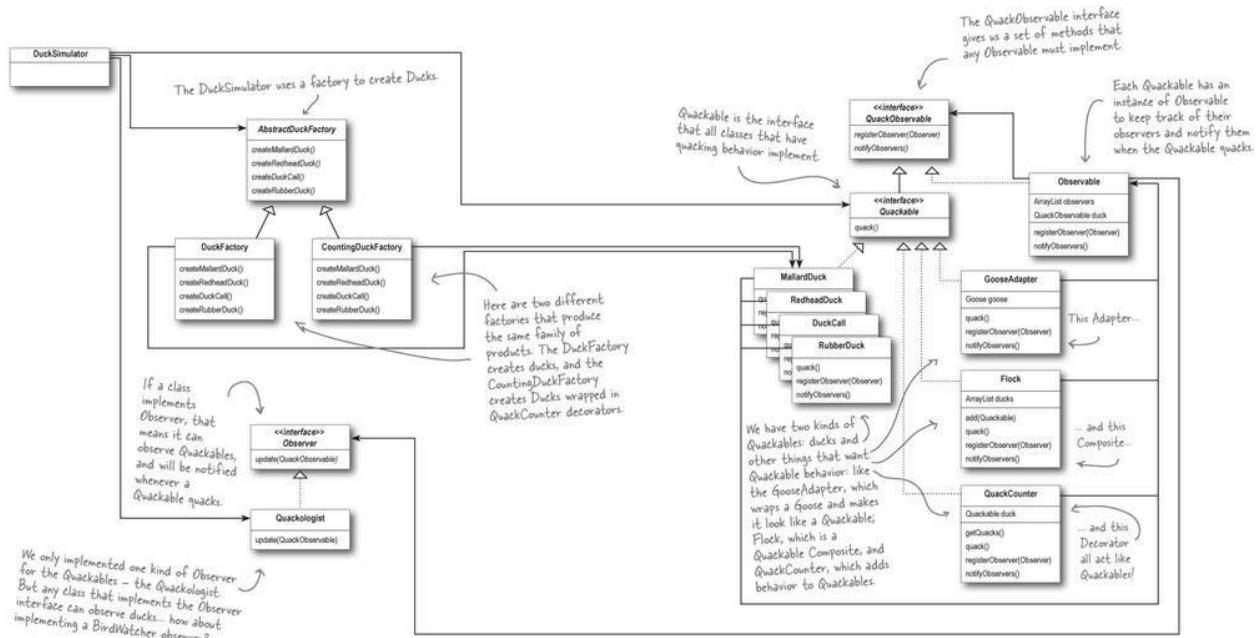 DuckSimulator
The DuckSimulator uses a factory to create Ducks.
AbstractDuckFactory
createMallardDuck()
createRedheadDuck()
createDuckCall()
createRubberDuck()
DuckFactory
createMallardDuck()
createRedheadDuck()
createDuckCall()
createRubberDuck()
CountingDuckFactory
createMallardDuck()
createRedheadDuck()
createDuckCall()
createRubberDuck()
Here are two different
factories that produce
the same family of
products. The DuckFactory
creates ducks, and the
CountingDuckFactory
creates Ducks wrapped in
QuackCounter decorators.
If a class
implements
Observer, that
means it can
observe Quackables,
and will be notified
whenever a
Quackable quacks.
<<interface>>
Observer
update(QuackObservable)
Quackologist
update(QuackObservable)
We only implemented one kind of Observer
for the Quackables – the Quackologist
But any class that implements the Observer
interface can observe ducks... how about
implementing a BirdWatcher observer?
The QuackObservable interface
gives us a set of methods that
any Observable must implement.
Quackable is the interface
that all classes that have
quacking behavior implement
<<interface>>
QuackObservable
registerObserver(Observer)
notifyObservers()
Each Quackable has an
instance of Observable
to keep track of their
observers and notify them
when the Quackable quacks.
<<interface>>
Quackable
quack()
Observable
ArrayList observers
QuackObservable duck
registerObserver(Observer)
notifyObservers()
MallardDuck
RedheadDuck
DuckCall
RubberDuck
quack()
registerObserver(Observer)
notifyObservers()
GooseAdapter
Goose goose
quack()
registerObserver(Observer)
notifyObservers()
This Adapter...
Flock
ArrayList ducks
add(Quackable)
quack()
registerObserver(Observer)
notifyObservers()
... and this
Composite...
QuackCounter
Quackable duck
getQuacks()
quack()
registerObserver(Observer)
notifyObservers()
... and this
Decorator
all act like
Quackables!
We have two kinds of
Quackables: ducks and
other things that want
Quackable behavior: like
the GooseAdapter, which
wraps a Goose and makes
it look like a Quackable;
Flock, which is a
Quackable Composite, and
QuackCounter, which adds
behavior to Quackables.